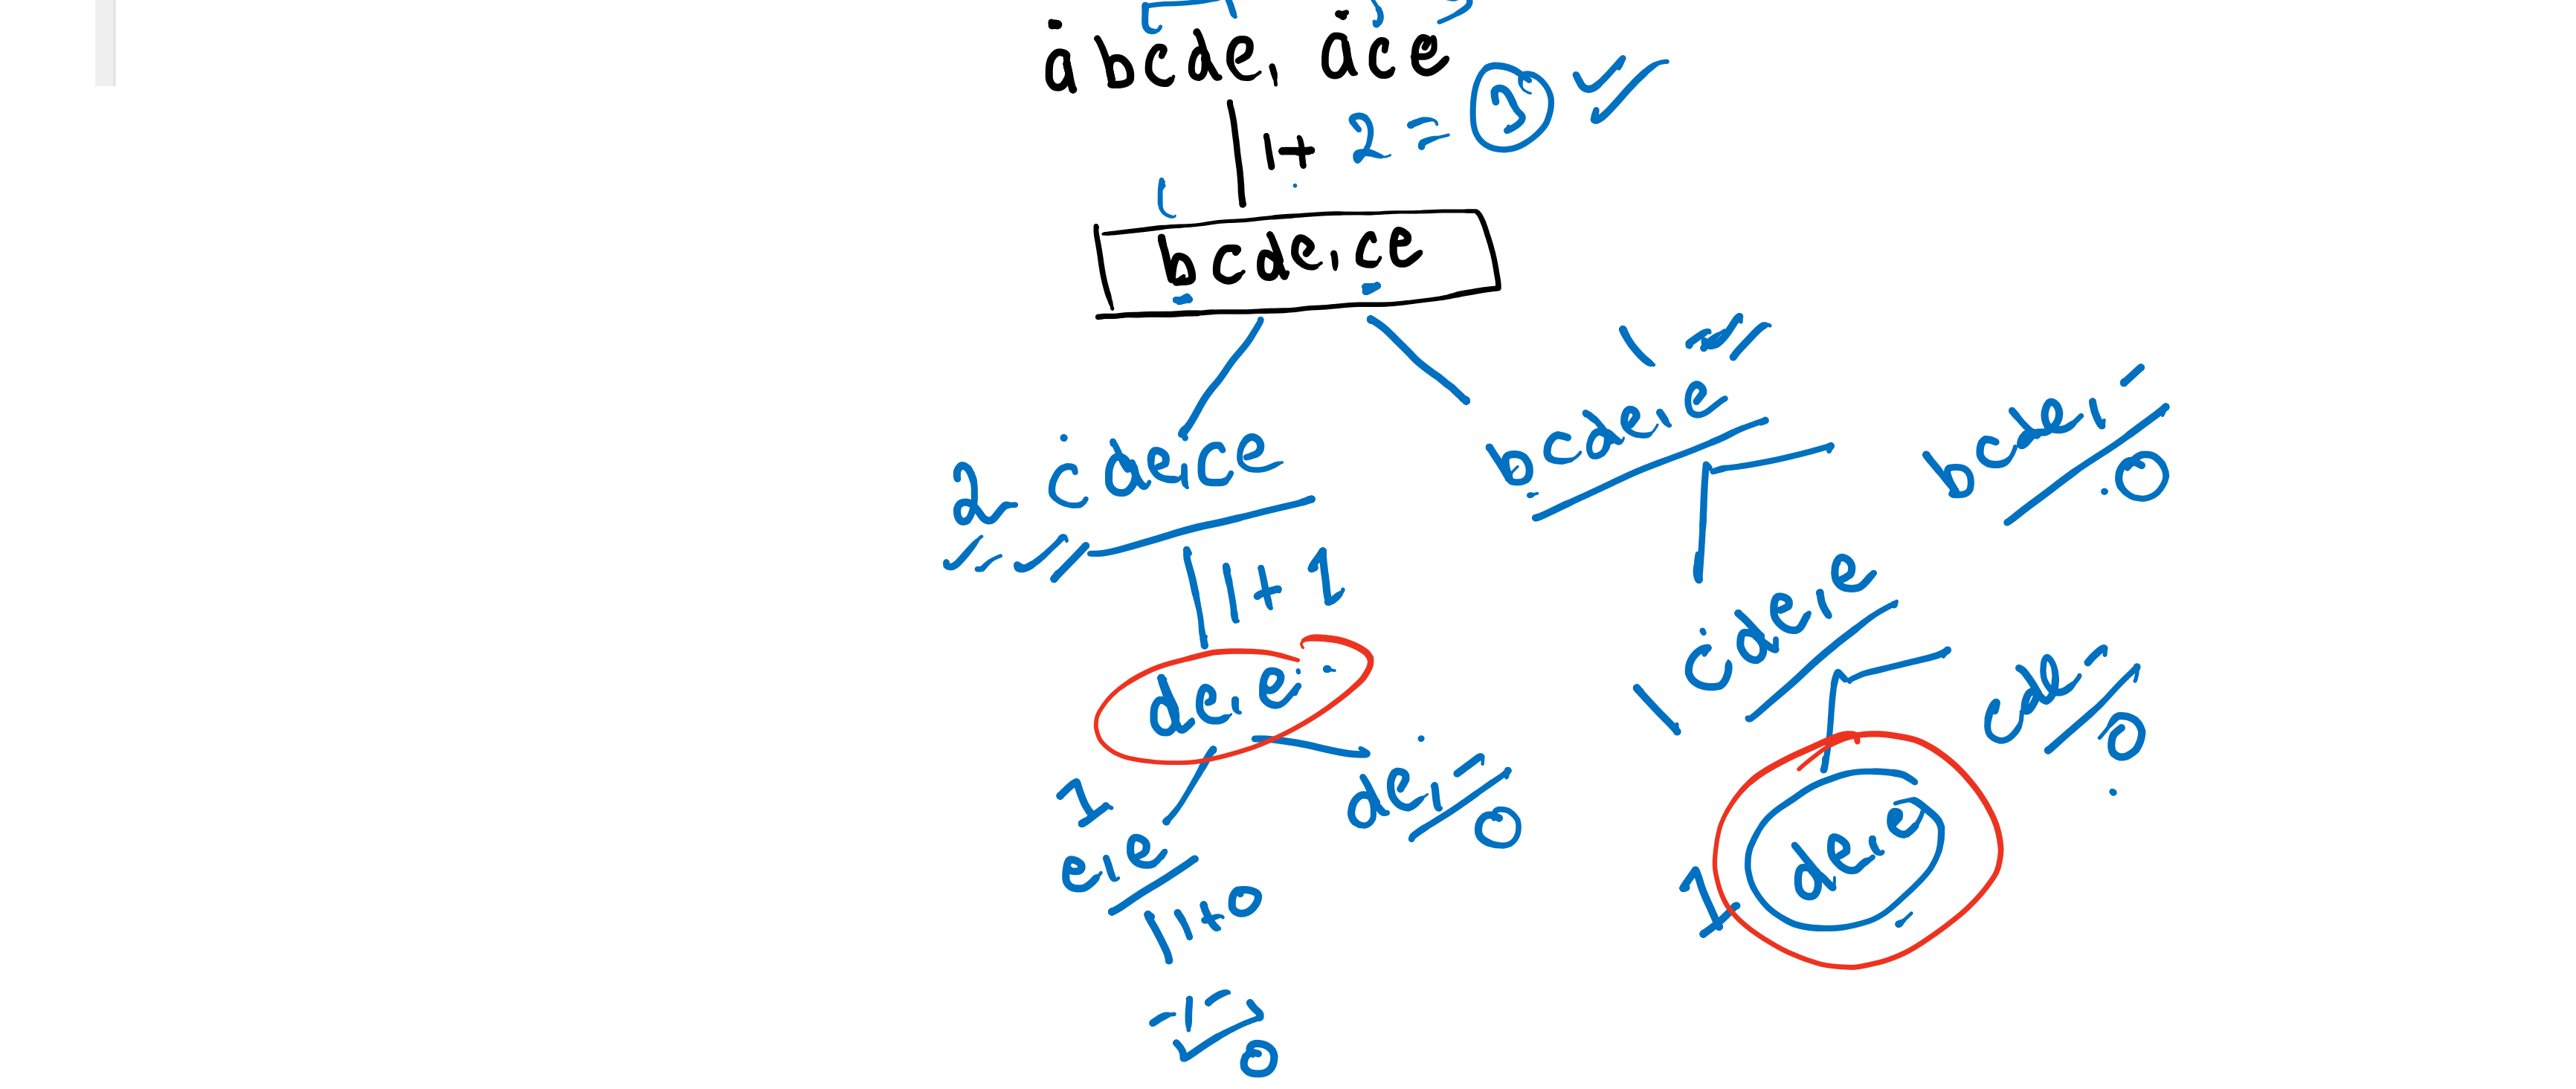 abcde, ace
1+ 2 = 3
bcde, ce
1
bcde, e
bcde, -
0
2 cde, ce
1+ 1
cde, e
1
de, e
cde, -
0
1
de, -
0
e, e
1+0
de, e
1
-, -
0